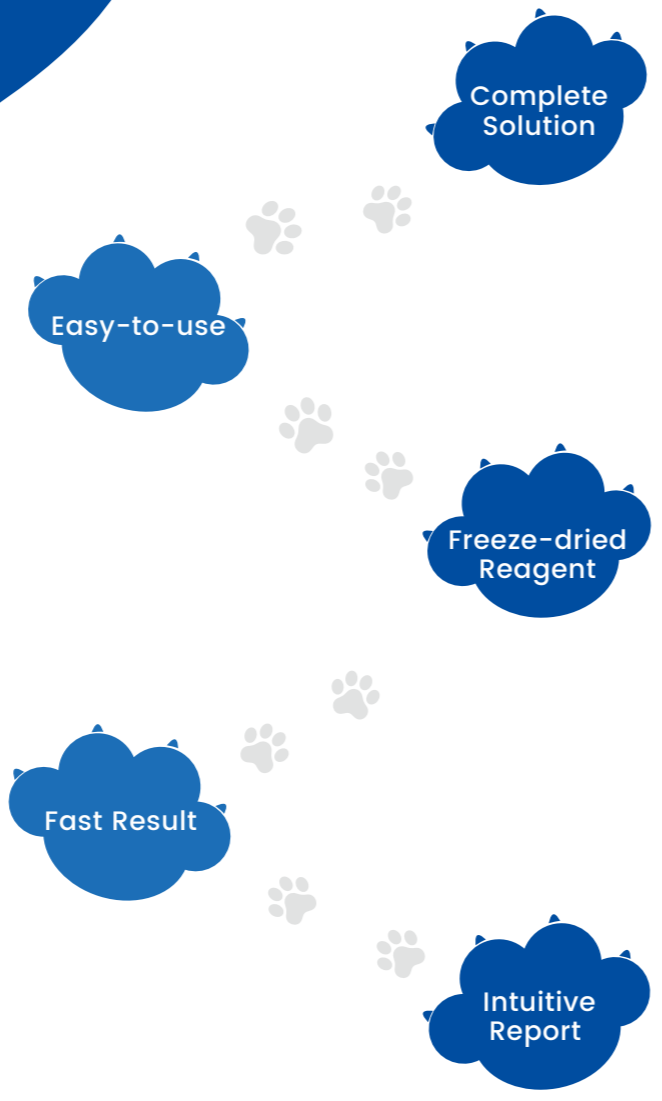 Complete
Solution
Easy-to-use
Freeze-dried
Reagent
Fast Result
Intuitive
Report